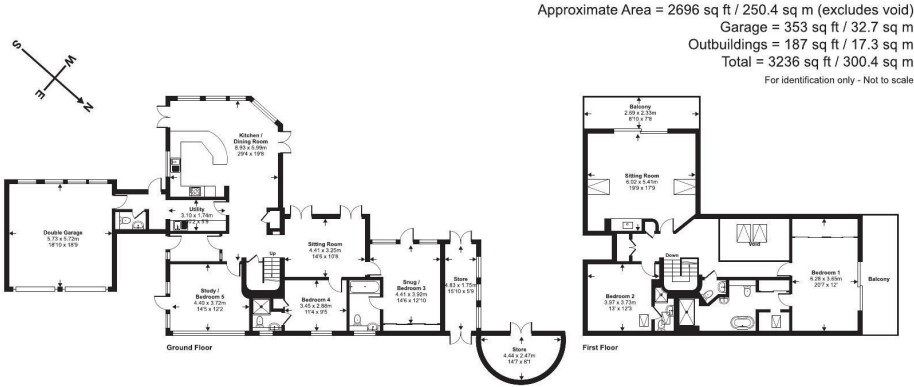 Approximate Area = 2696 sq ft / 250.4 sq m (excludes void)
Garage = 353 sq ft / 32.7 sq m
Outbuildings = 187 sq ft / 17.3 sq m
Total = 3236 sq ft / 300.4 sq m
For identification only - Not to scale
S
W
E
N
Kitchen /
Dining Room
8.93 x 5.99m
29'4 x 19'8
Utility
3.10 x 1.74m
Double Garage
5.73 x 5.72m
18'10 x 18'9
Sitting Room
4.41 x 3.25m
14'6 x 10'8
Up
Study /
Bedroom 5
4.40 x 3.72m
14'5 x 12'2
Bedroom 4
3.45 x 2.88m
11'4 x 9'5
Snug /
Bedroom 3
4.41 x 3.92m
14'6 x 12'10
Store
4.83 x 1.75m
15'10 x 5'9
Store
4.44 x 2.47m
14'7 x 8'1
Ground Floor
Balcony
2.69 x 2.33m
8'10 x 7'8
Sitting Room
6.02 x 5.41m
19'9 x 17'9
Void
Down
Bedroom 1
6.28 x 3.65m
20'7 x 12'
Balcony
Bedroom 2
3.97 x 3.73m
13' x 12'3
First Floor